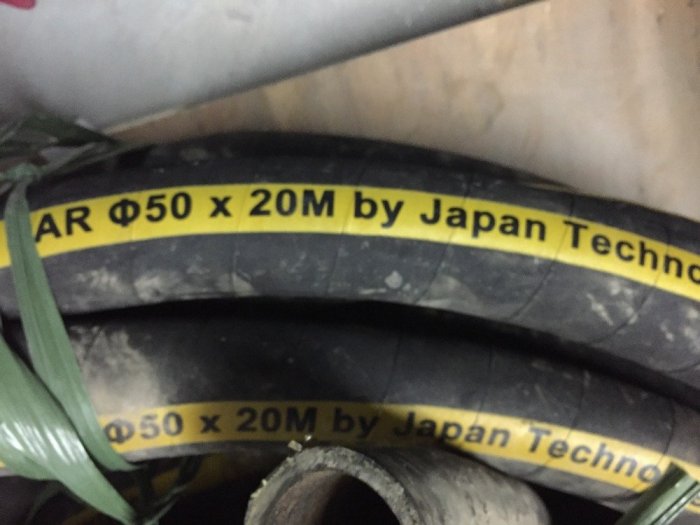 AR Φ50 x 20M by Japan Techno
Φ50 x 20M by Japan Techno